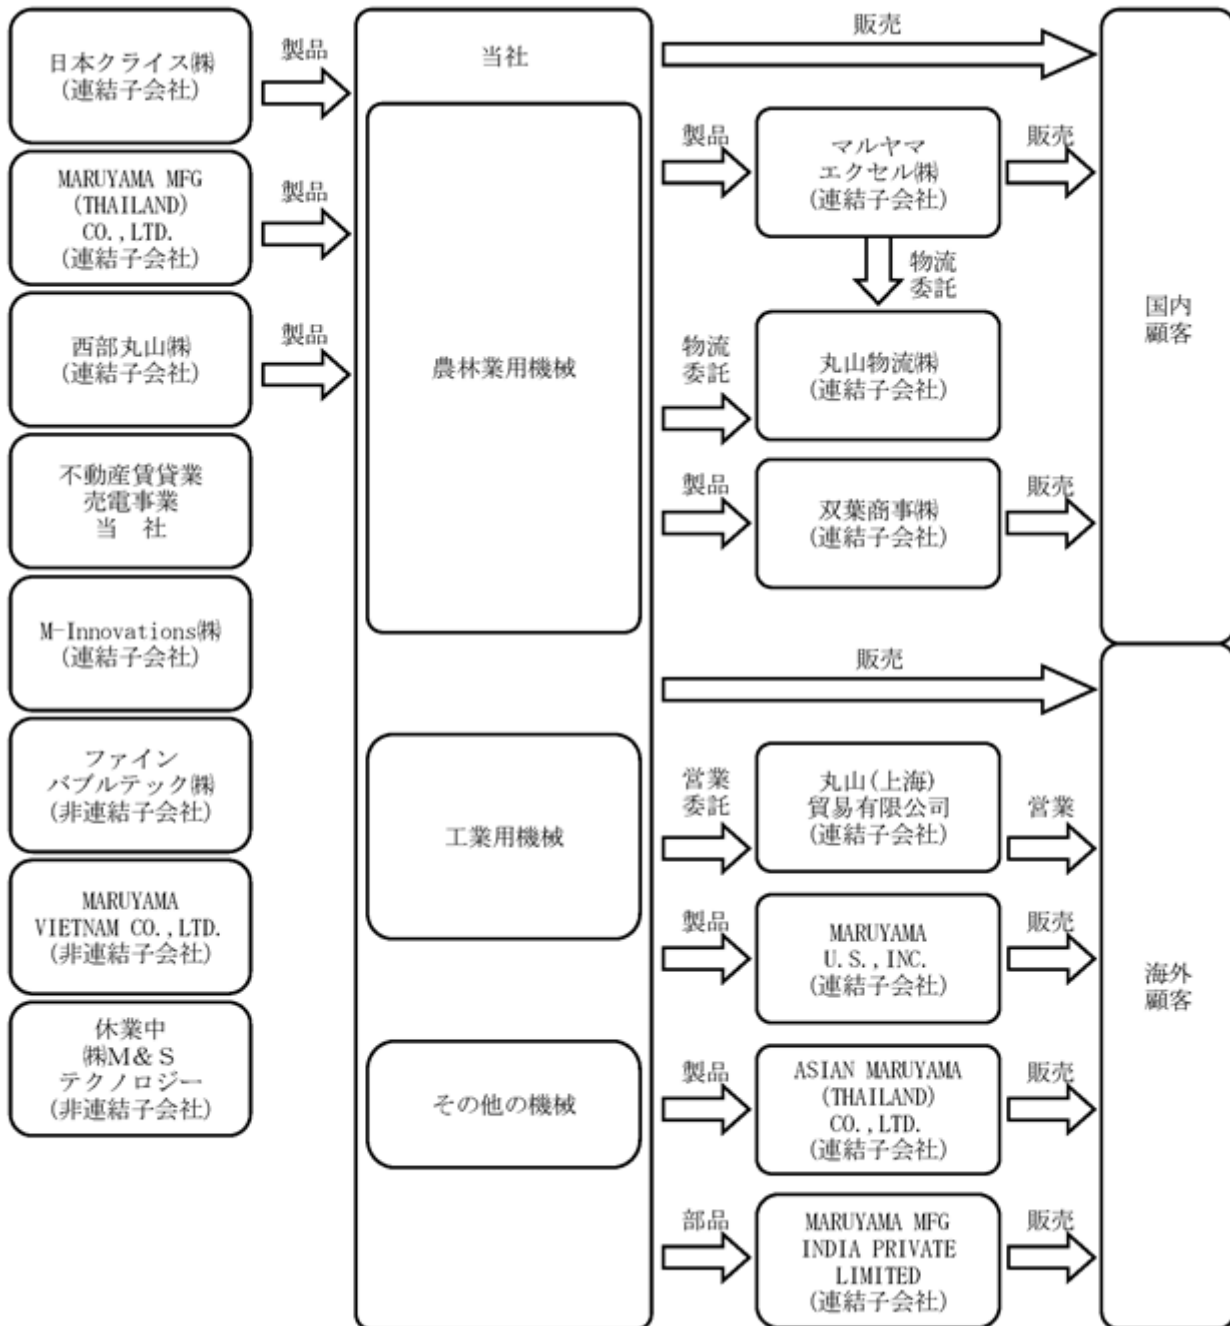 日本クライス㈱
(連結子会社)
製品
MARUYAMA MFG
(THAILAND)
CO.,LTD.
(連結子会社)
製品
西部丸山㈱
(連結子会社)
製品
不動産賃貸業
売電事業
当　社
M-Innovations㈱
(連結子会社)
ファイン
バブルテック㈱
(非連結子会社)
MARUYAMA
VIETNAM CO.,LTD.
(非連結子会社)
休業中
㈱M＆S
テクノロジー
(非連結子会社)
当社
農林業用機械
工業用機械
その他の機械
販売
製品
マルヤマ
エクセル㈱
(連結子会社)
販売
物流
委託
物流
委託
丸山物流㈱
(連結子会社)
製品
双葉商事㈱
(連結子会社)
販売
国内
顧客
販売
営業
委託
丸山(上海)
貿易有限公司
(連結子会社)
営業
製品
MARUYAMA
U.S.,INC.
(連結子会社)
販売
製品
ASIAN MARUYAMA
(THAILAND)
CO.,LTD.
(連結子会社)
販売
部品
MARUYAMA MFG
INDIA PRIVATE
LIMITED
(連結子会社)
販売
海外
顧客